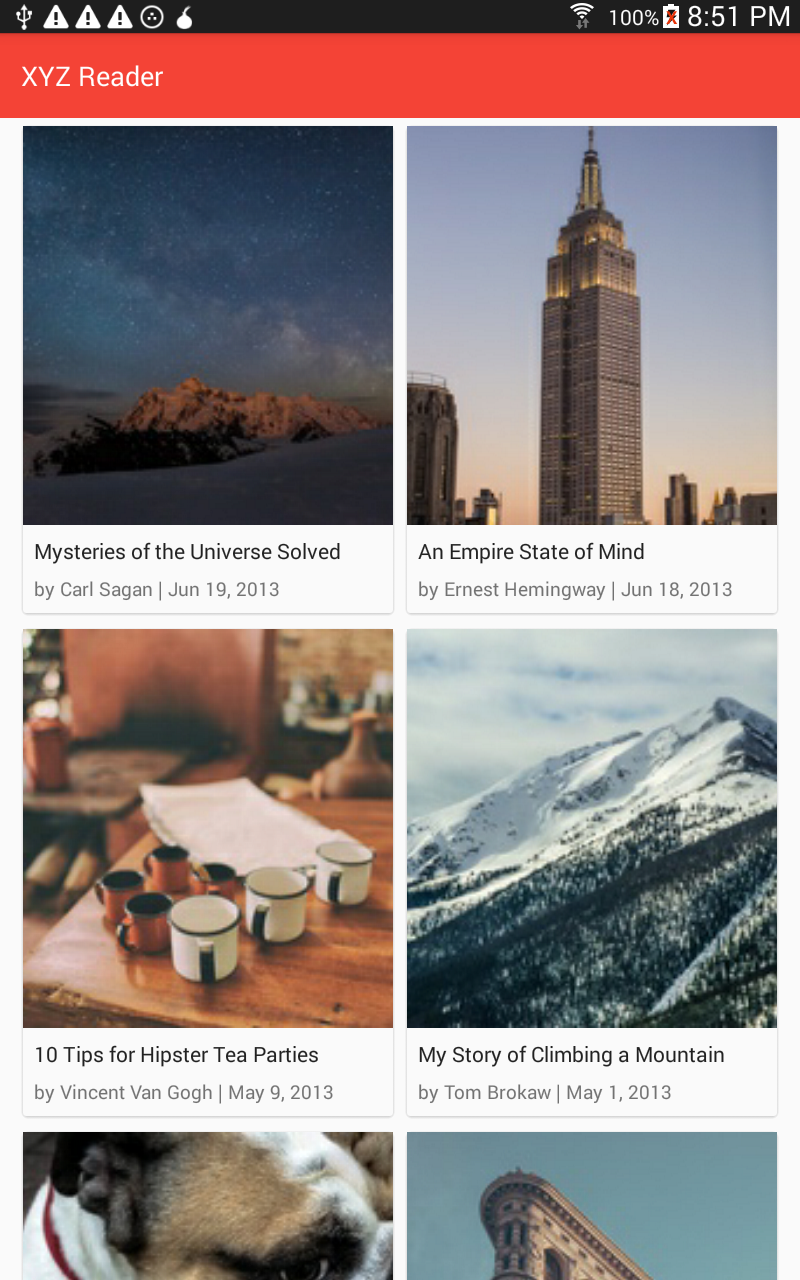 100% 8:51 PM
XYZ Reader
Mysteries of the Universe Solved
by Carl Sagan | Jun 19, 2013
An Empire State of Mind
by Ernest Hemingway | Jun 18, 2013
10 Tips for Hipster Tea Parties
by Vincent Van Gogh | May 9, 2013
My Story of Climbing a Mountain
by Tom Brokaw | May 1, 2013